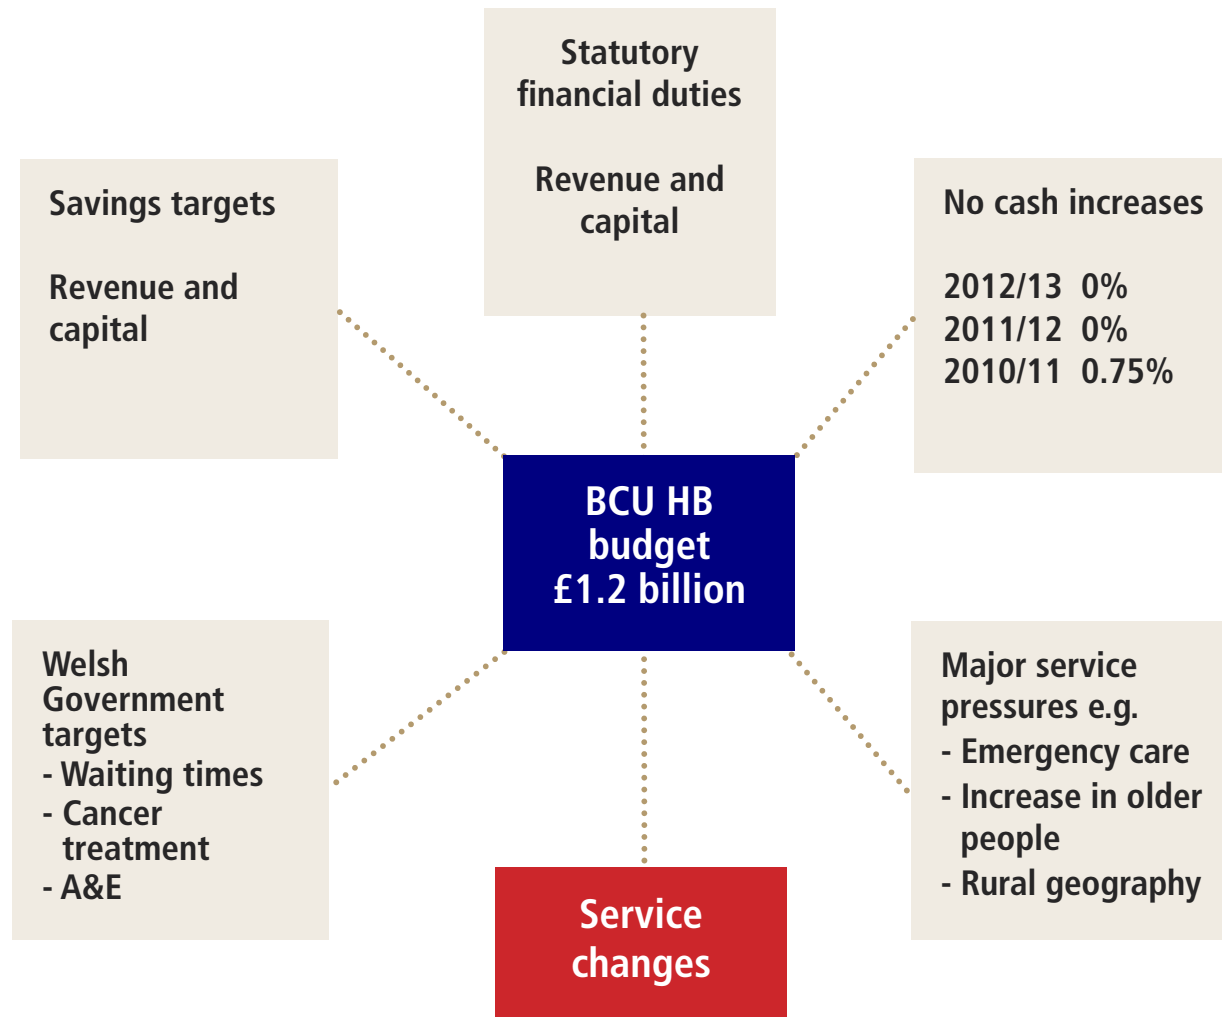 Statutory
financial duties
Revenue and
capital
Savings targets
Revenue and
capital
No cash increases
2012/13 0%
2011/12 0%
2010/11 0.75%
BCU HB
budget
£1.2 billion
Welsh
Government
targets
- Waiting times
- Cancer
treatment
- A&E
Major service
pressures e.g.
- Emergency care
- Increase in older
people
- Rural geography
Service
changes